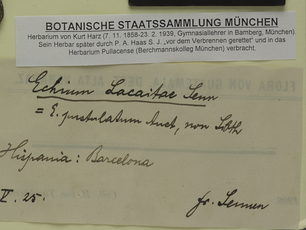 BOTANISCHE STAATSSAMMLUNG MÜNCHEN
Herbarium von Kurt Harz (7. 11. 1858-23. 2. 1939, Gymnasiallehrer in Bamberg, München).
Sein Herbar später durch P. A. Haas S. J. „vor dem Verbrennen gerettet“ und in das
Herbarium Pullacense (Berchmannskolleg München) verbracht.
Echium Lacaitae Senn
= E. pustulatum Auct, non Sbth
Hispania: Barcelona
V. 25.
fr. Sennen